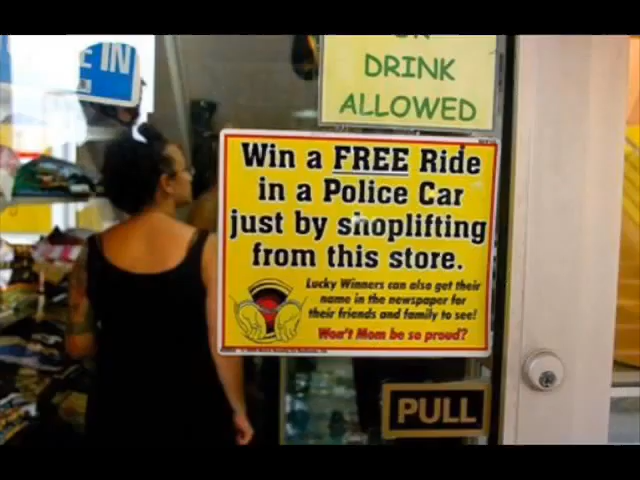 E IN
DRINK
ALLOWED
Win a FREE Ride
in a Police Car
just by shoplifting
from this store.
Lucky Winners can also get their
name in the newspaper for
their friends and family to see!
Won't Mom be so proud?
PULL